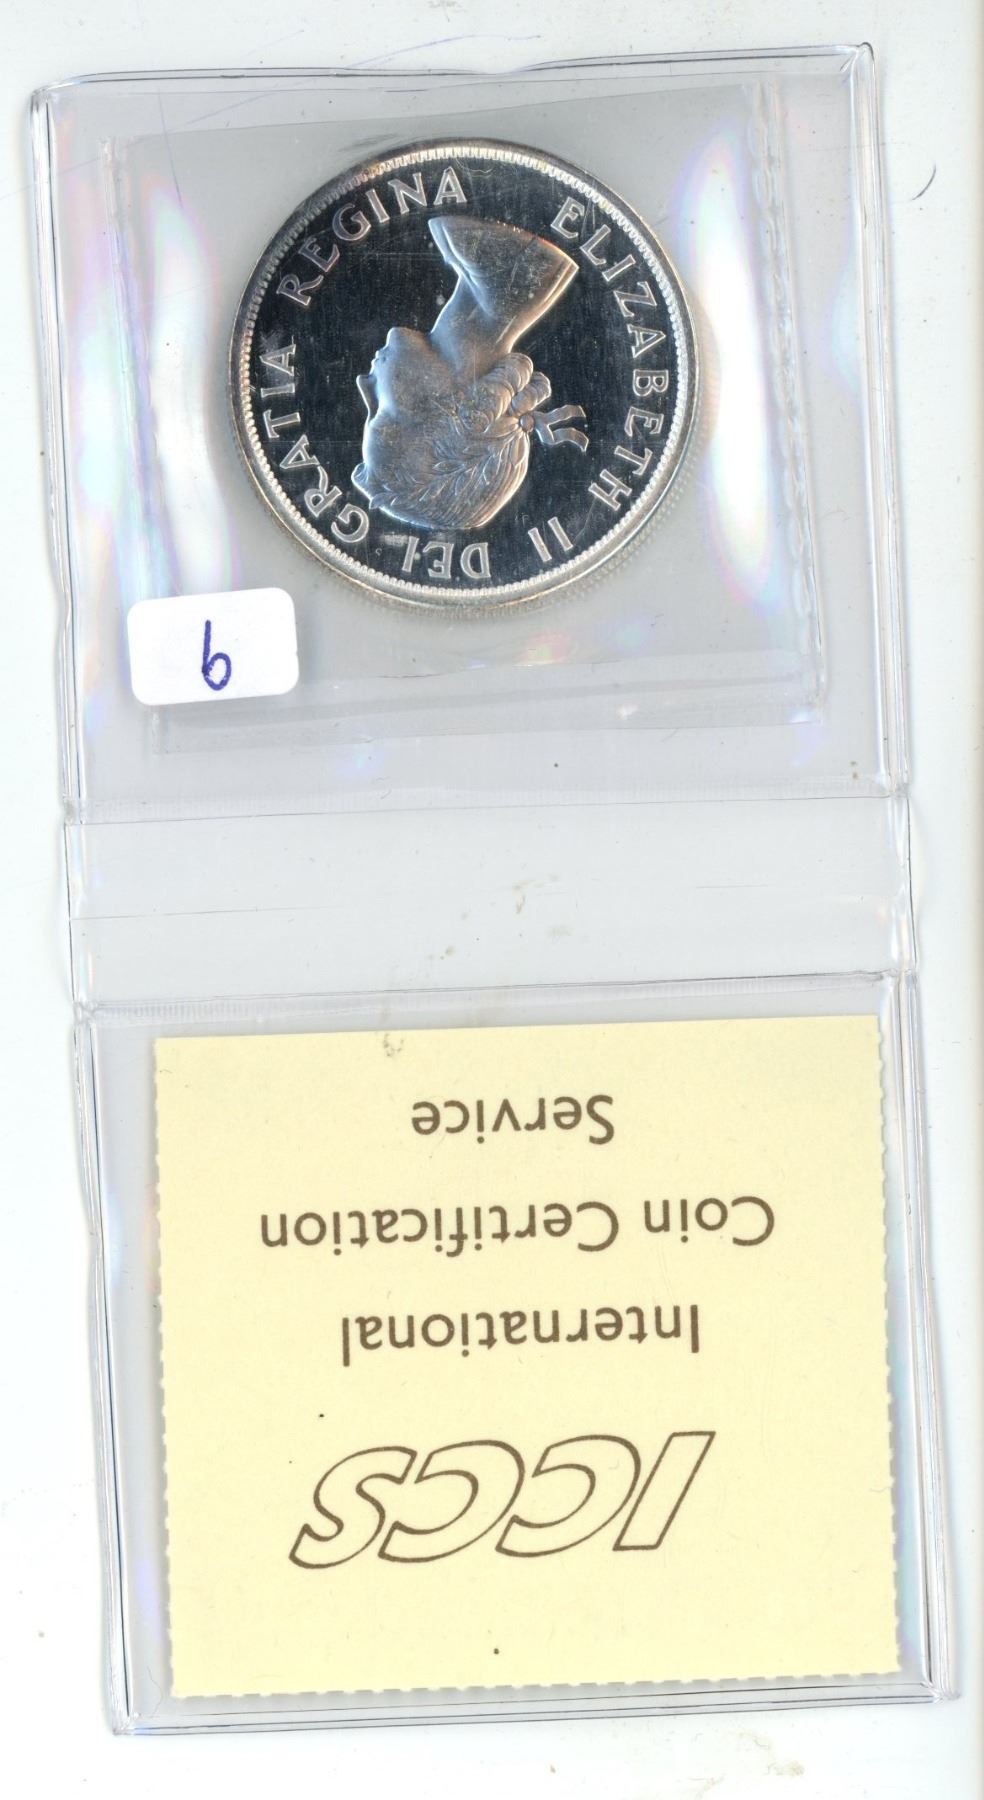 ELIZABETH II DEI GRATIA REGINA
6
ICCS
International
Coin Certification
Service